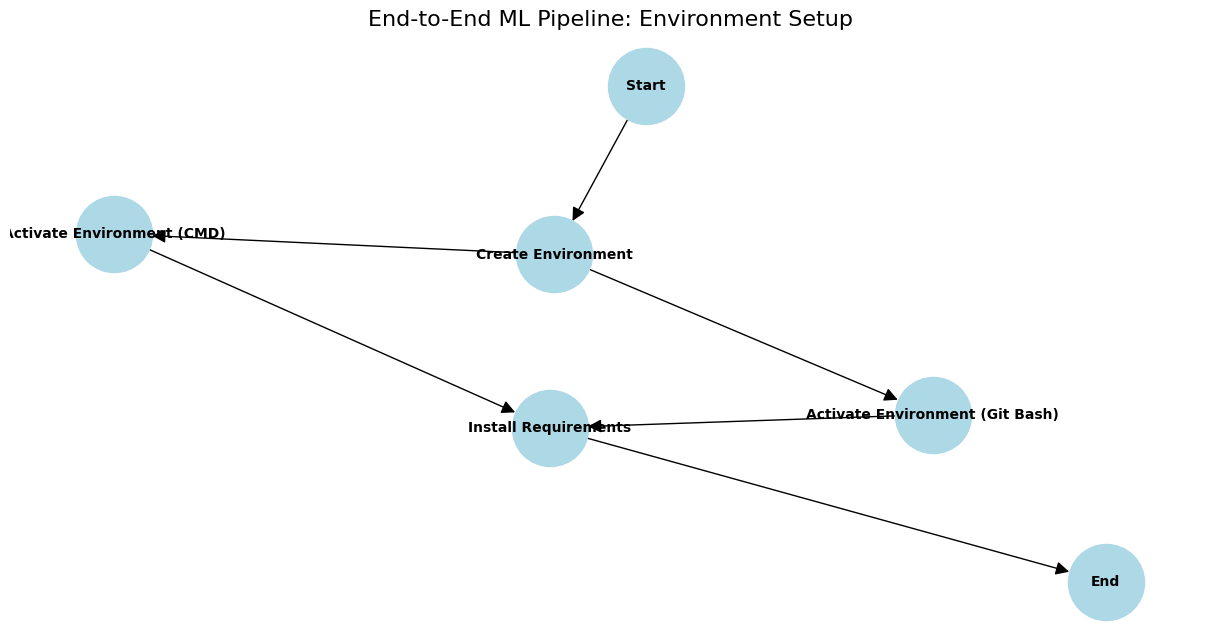 End-to-End ML Pipeline: Environment Setup
Start
ctivate Environment (CMD)
Create Environment
Activate Environment (Git Bash)
Install Requirements
End